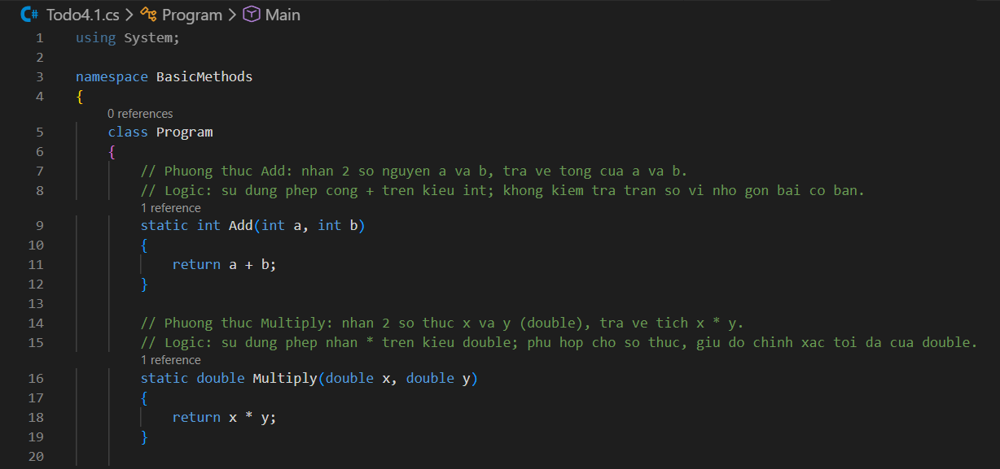 C# Todo4.1.cs > Program > Main
1 using System;
2
3 namespace BasicMethods
4 {
0 references
5 class Program
6 {
7 // Phuong thuc Add: nhan 2 so nguyen a va b, tra ve tong cua a va b.
8 // Logic: su dung phep cong + tren kieu int; khong kiem tra tran so vi nho gon bai co ban.
1 reference
9 static int Add(int a, int b)
10 {
11 return a + b;
12 }
13
14 // Phuong thuc Multiply: nhan 2 so thuc x va y (double), tra ve tich x * y.
15 // Logic: su dung phep nhan * tren kieu double; phu hop cho so thuc, giu do chinh xac toi da cua double.
1 reference
16 static double Multiply(double x, double y)
17 {
18 return x * y;
19 }
20